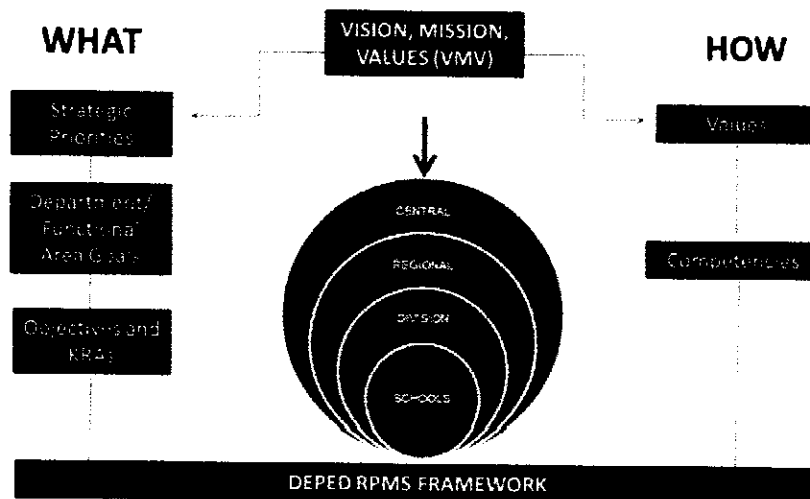 WHAT
VISION, MISSION,
VALUES (VMV)
HOW
Strategic
Priorities
Values
Department/
Functional
Area Goals
CENTRAL
REGIONAL
Competencies
Objectives and
KRAs
DIVISION
SCHOOLS
DEPED RPMS FRAMEWORK